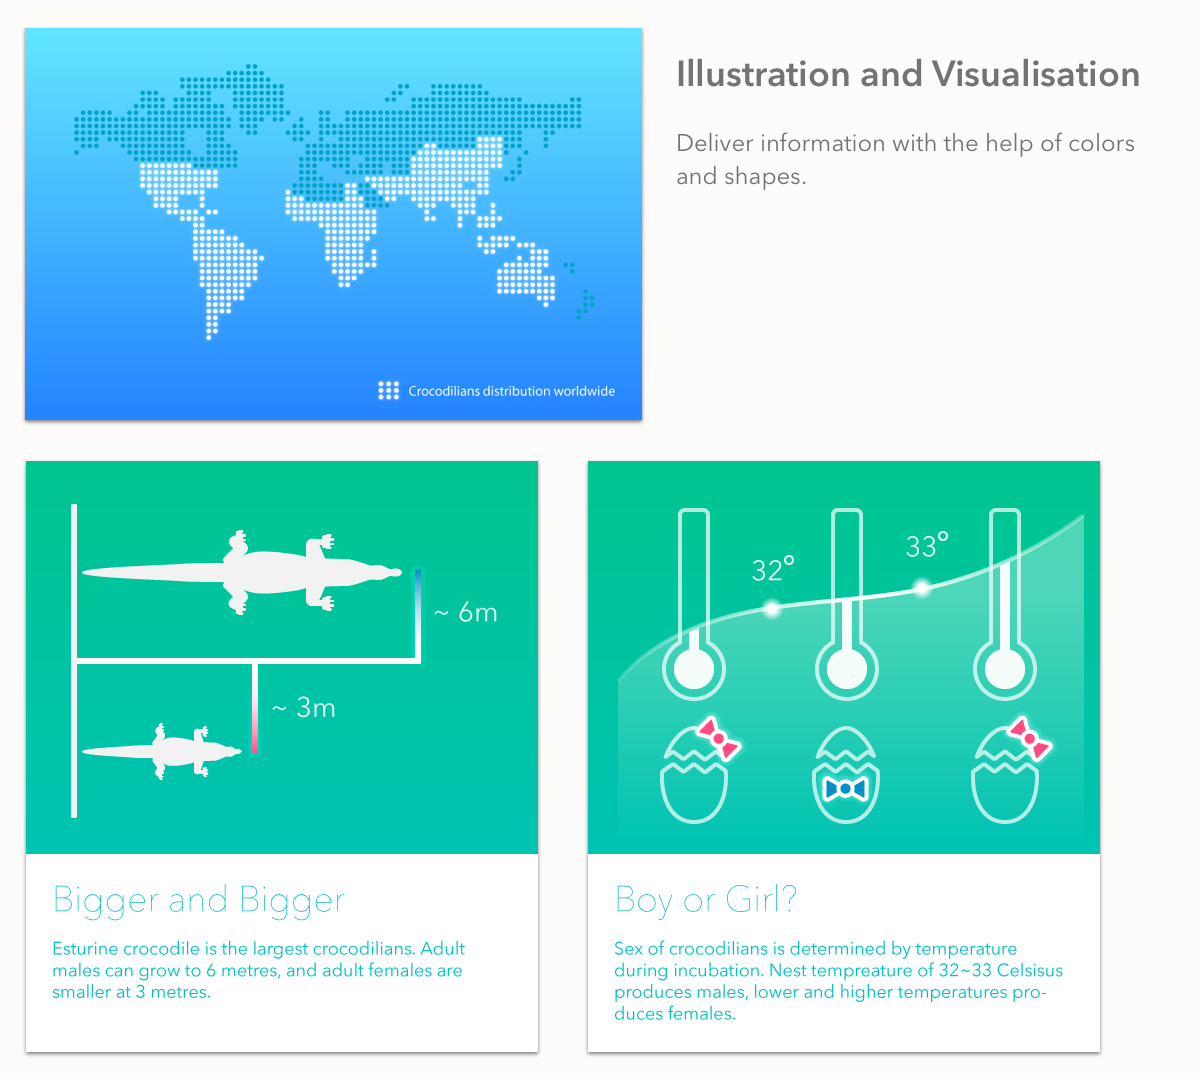 Illustration and Visualisation
Deliver information with the help of colors
and shapes.
Crocodilians distribution worldwide
~ 6m
~ 3m
Bigger and Bigger
Esturine crocodile is the largest crocodilians. Adult
males can grow to 6 metres, and adult females are
smaller at 3 metres.
32°
33°
Boy or Girl?
Sex of crocodilians is determined by temperature
during incubation. Nest tempreature of 32~33 Celsisus
produces males, lower and higher temperatures pro-
duces females.